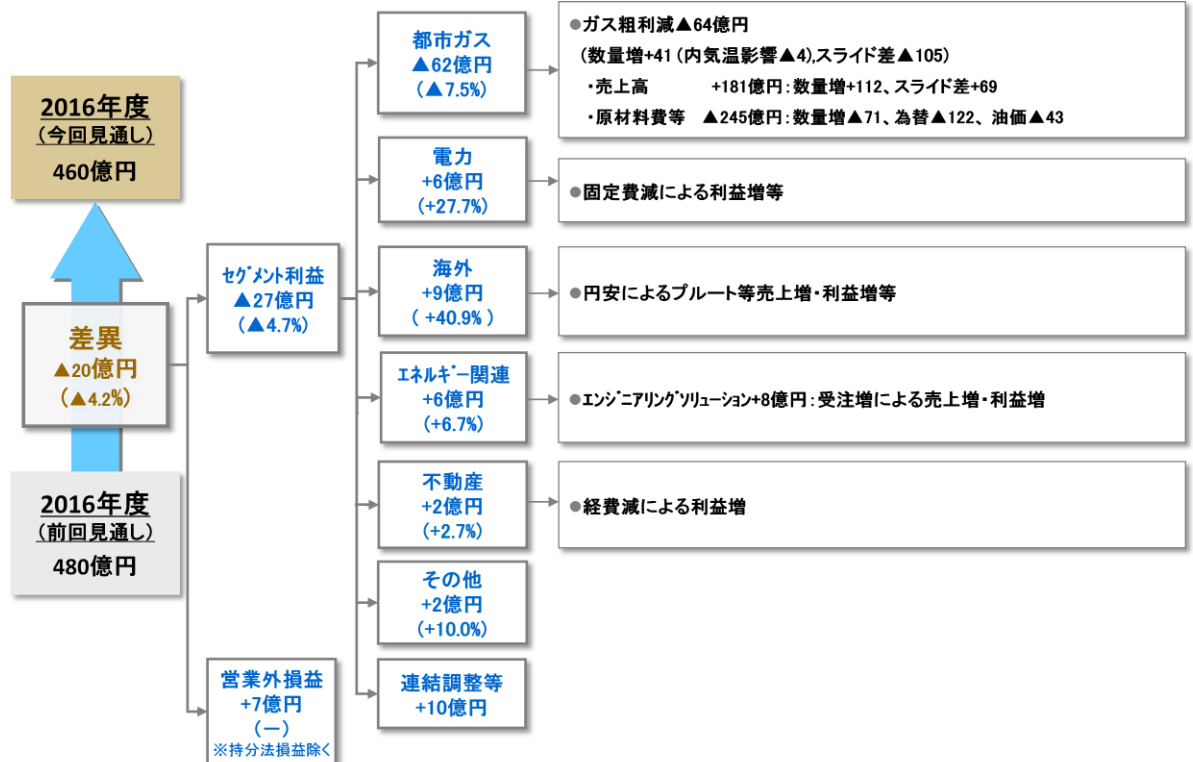 2016年度
(今回見通し)
460億円
差異
▲20億円
(▲4.2%)
2016年度
(前回見通し)
480億円
セグメント利益
▲27億円
(▲4.7%)
営業外損益
+7億円
(-)
※持分法損益除く
都市ガス
▲62億円
(▲7.5%)
●ガス粗利減▲64億円
(数量増+41 (内気温影響▲4),スライド差▲105)
・売上高 +181億円:数量増+112、スライド差+69
・原材料費等 ▲245億円:数量増▲71、為替▲122、 油価▲43
電力
+6億円
(+27.7%)
●固定費減による利益増等
海外
+9億円
( +40.9% )
●円安によるプルート等売上増・利益増等
エネルギー関連
+6億円
(+6.7%)
●エンジニアリングソリューション+8億円:受注増による売上増・利益増
不動産
+2億円
(+2.7%)
●経費減による利益増
その他
+2億円
(+10.0%)
連結調整等
+10億円